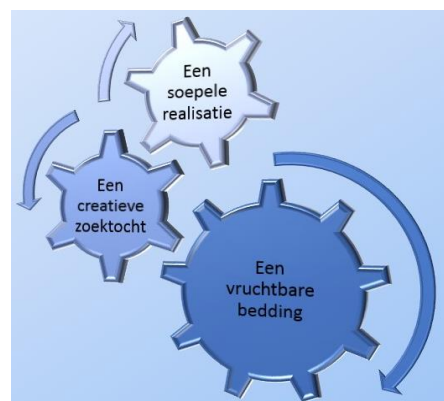 Een
soepele
realisatie
Een
creatieve
zoektocht
Een
vruchtbare
bedding